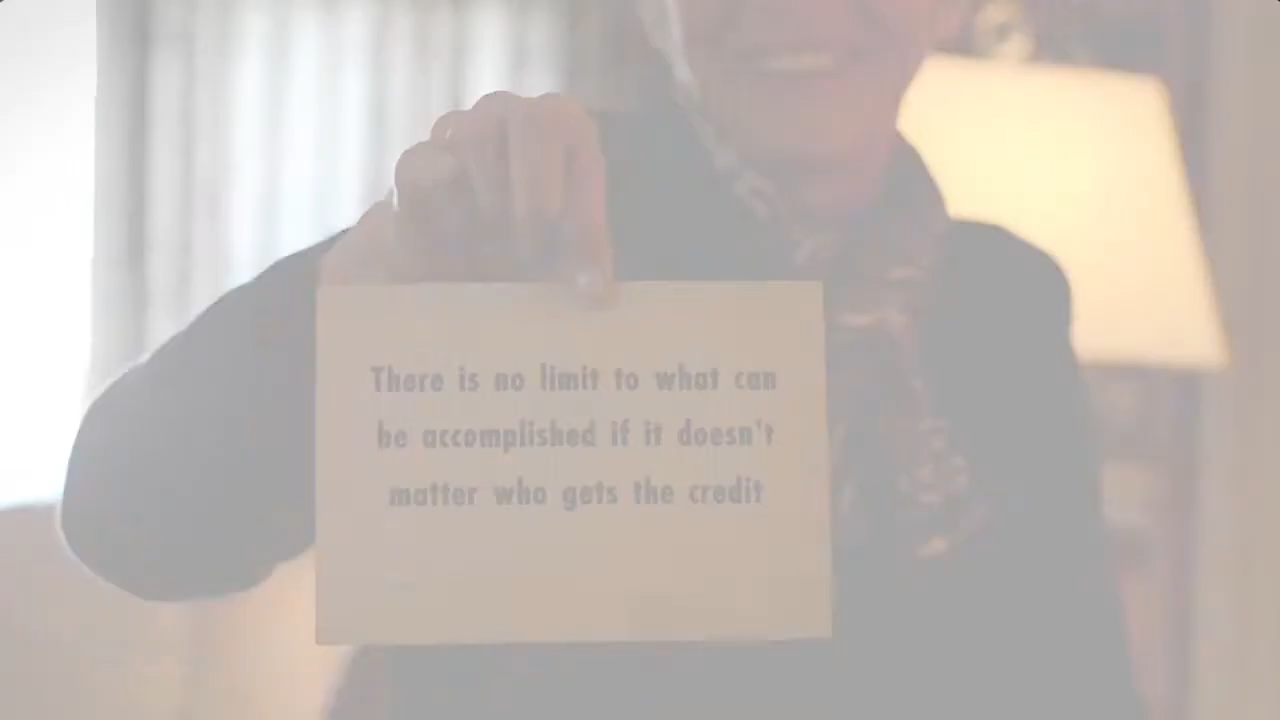 There is no limit to what can
be accomplished if it doesn't
matter who gets the credit